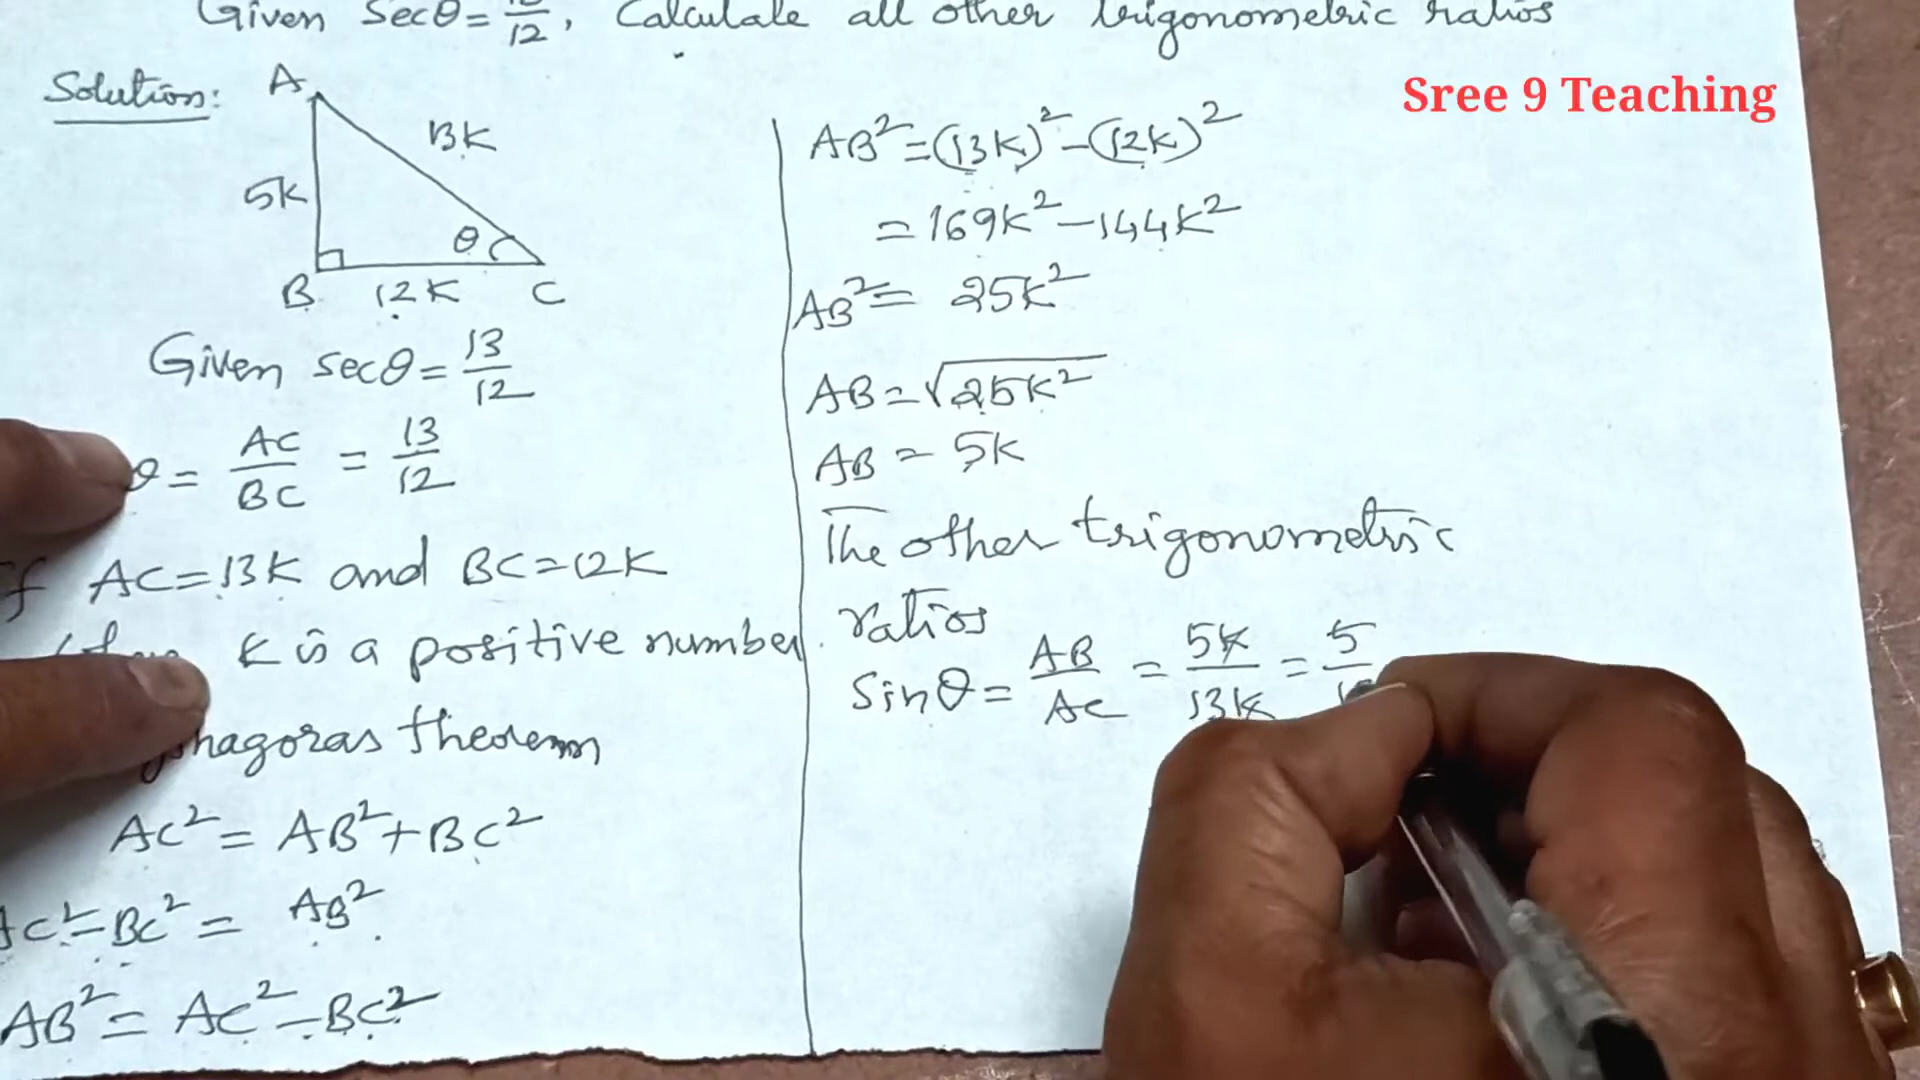 Given Secθ = 13/12, Calculate all other trigonometric ratios
Sree 9 Teaching
Solution:
A
13K
5K
θ
B 12K C
Given secθ = 13/12
θ = AC/BC = 13/12
If AC = 13K and BC = 12K
K is a positive number.
theorem
AC² = AB² + BC²
AC² - BC² = AB²
AB² = AC² - BC²
AB² = (13K)² - (12K)²
= 169K² - 144K²
AB² = 25K²
AB = √25K²
AB = 5K
The other trigonometric
ratios
Sinθ = AB/AC = 5K/13K = 5/